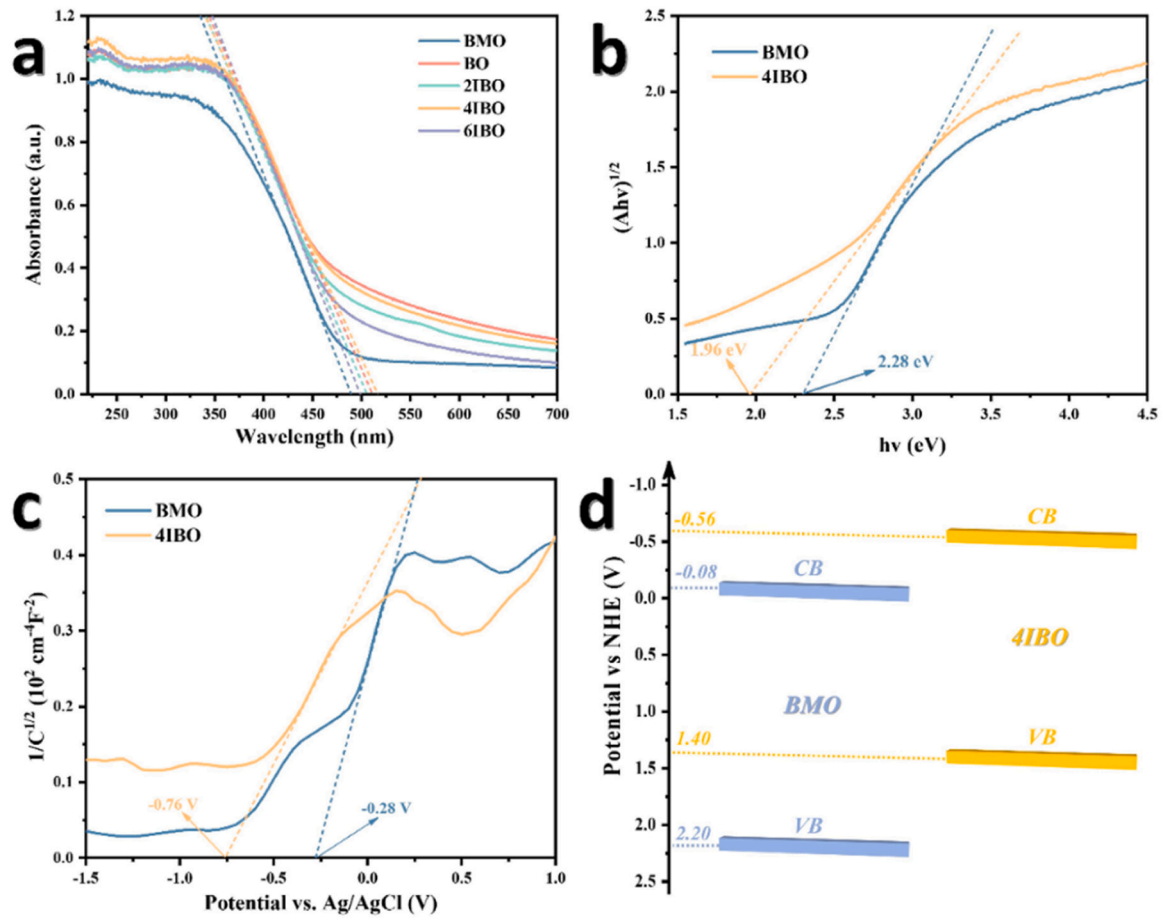 a
1.2
1.0
0.8
0.6
0.4
0.2
0.0
Absorbance (a.u.)
BMO
BO
2IBO
4IBO
6IBO
250 300 350 400 450 500 550 600 650 700
Wavelength (nm)
b
2.5
2.0
1.5
1.0
0.5
0.0
(Ahv)1/2
BMO
4IBO
1.96 eV
2.28 eV
1.5 2.0 2.5 3.0 3.5 4.0 4.5
hv (eV)
c
0.5
0.4
0.3
0.2
0.1
0.0
1/C1/2 (102 cm-4F-2)
BMO
4IBO
-0.76 V
-0.28 V
-1.5 -1.0 -0.5 0.0 0.5 1.0
Potential vs. Ag/AgCl (V)
d
-1.0
-0.5
0.0
0.5
1.0
1.5
2.0
2.5
Potential vs NHE (V)
-0.56
CB
-0.08
CB
4IBO
BMO
1.40
VB
2.20
VB